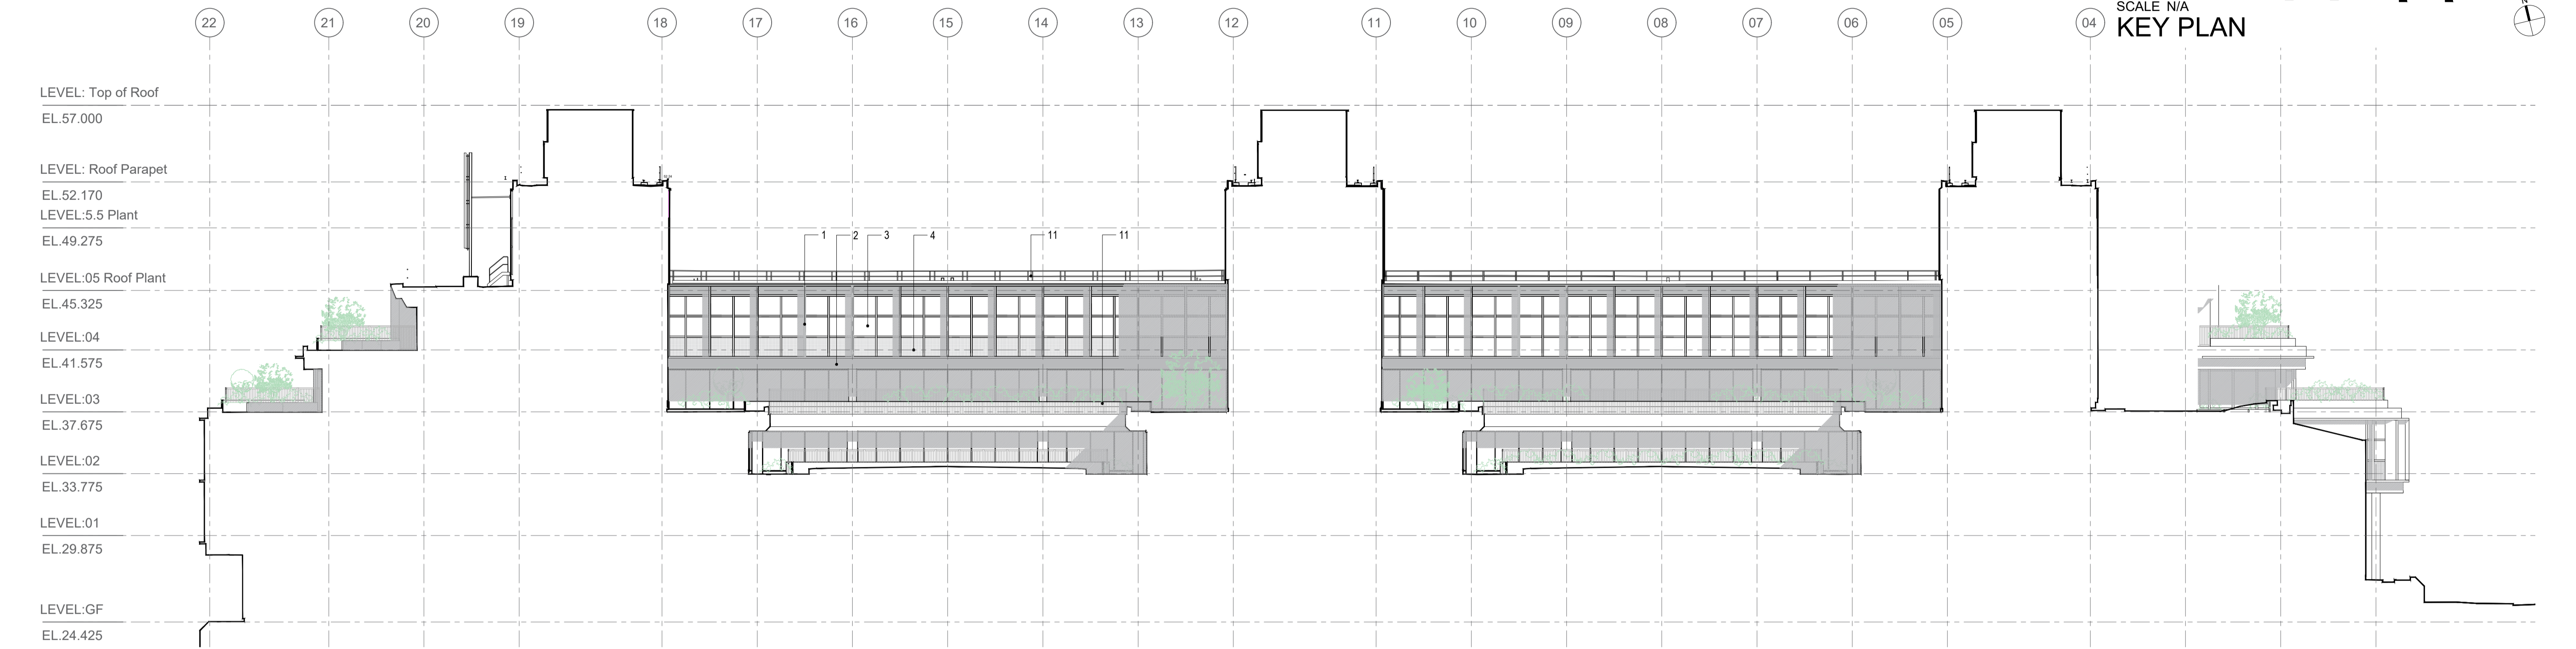 SCALE N/A
KEY PLAN
N
22 21 20 19 18 17 16 15 14 13 12 11 10 09 08 07 06 05 04
LEVEL: Top of Roof
EL.57.000
LEVEL: Roof Parapet
EL.52.170
LEVEL:5.5 Plant
EL.49.275
1 2 3 4 11 11
LEVEL:05 Roof Plant
EL.45.325
LEVEL:04
EL.41.575
LEVEL:03
EL.37.675
LEVEL:02
EL.33.775
LEVEL:01
EL.29.875
LEVEL:GF
EL.24.425